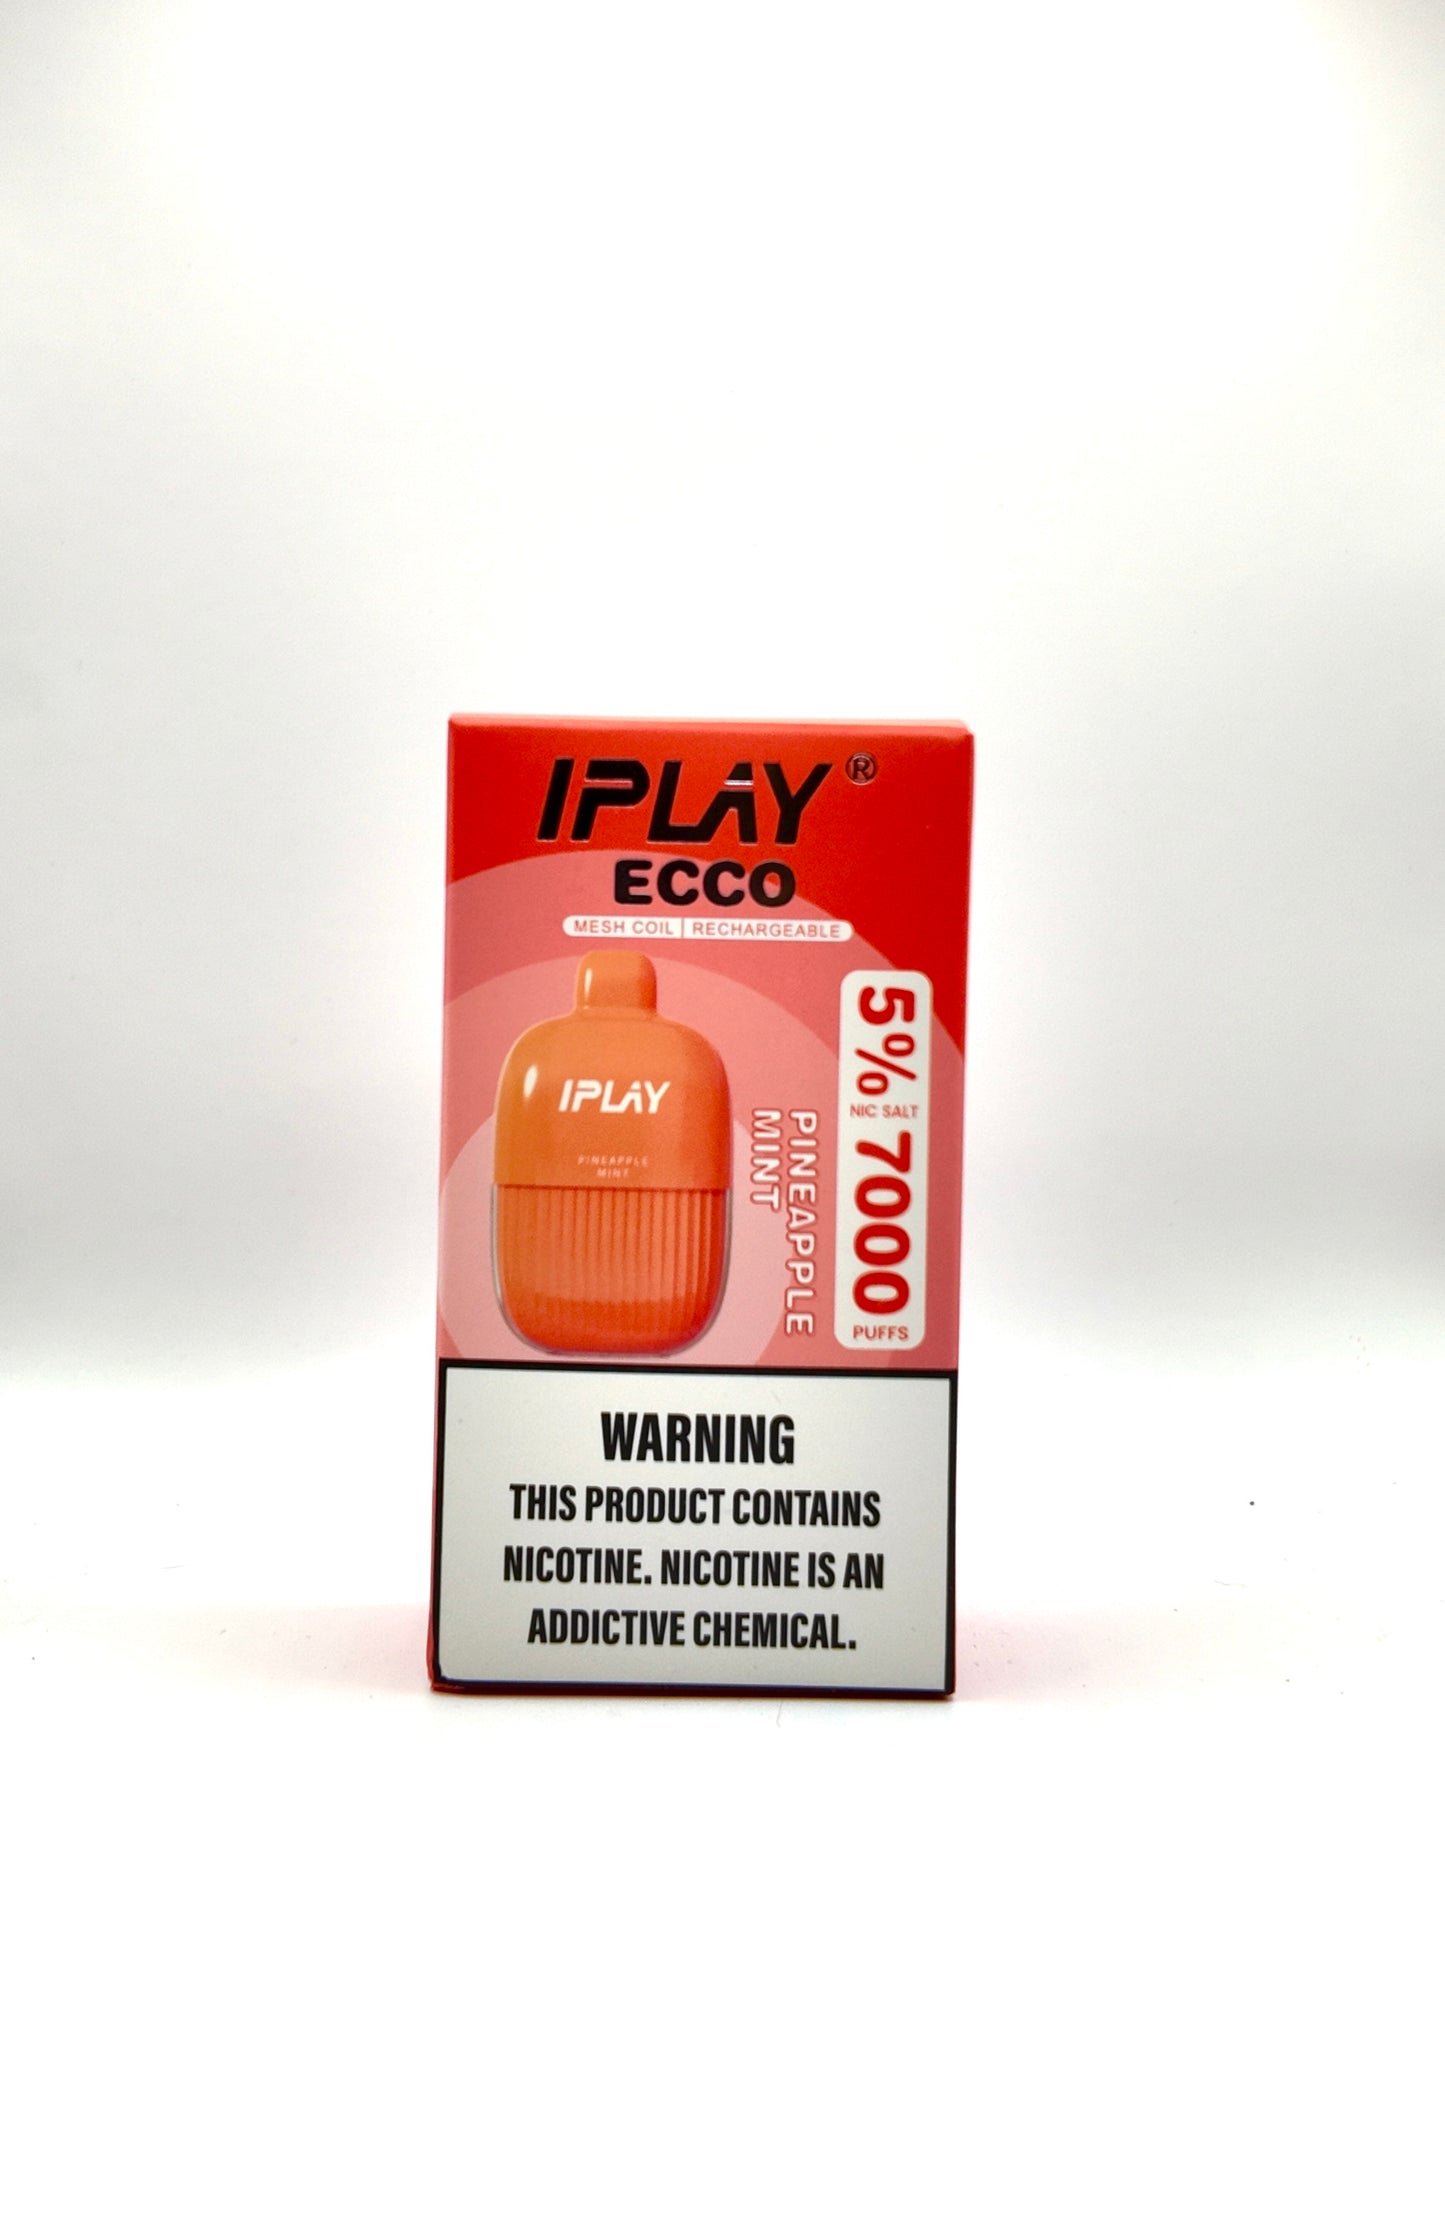 IPLAY®
ECCO
MESH COIL | RECHARGEABLE
IPLAY
PINEAPPLE
MINT
PINEAPPLE
MINT
5%
NIC SALT
7000
PUFFS
WARNING
THIS PRODUCT CONTAINS
NICOTINE. NICOTINE IS AN
ADDICTIVE CHEMICAL.